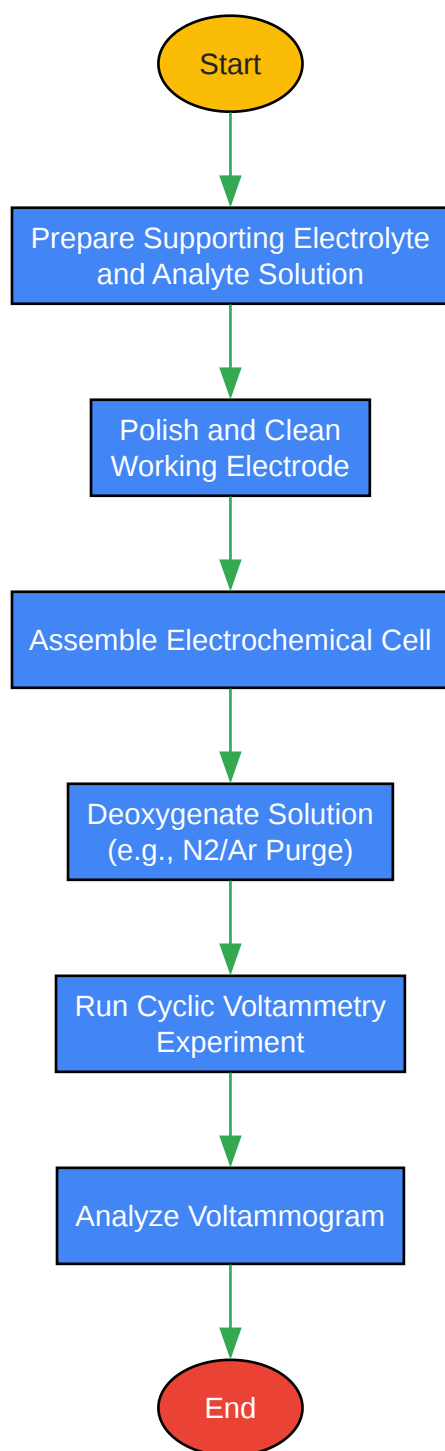 Start
Prepare Supporting Electrolyte
and Analyte Solution
Polish and Clean
Working Electrode
Assemble Electrochemical Cell
Deoxygenate Solution
(e.g., N2/Ar Purge)
Run Cyclic Voltammetry
Experiment
Analyze Voltammogram
End